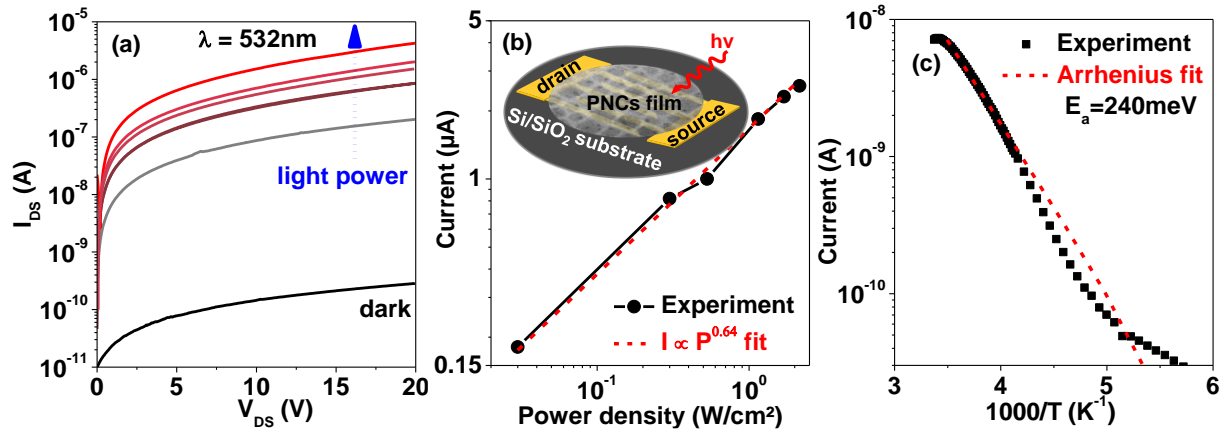 (a)
λ = 532nm
light power
dark
I_DS (A)
10⁻⁵
10⁻⁶
10⁻⁷
10⁻⁸
10⁻⁹
10⁻¹⁰
10⁻¹¹
0 5 10 15 20
V_DS (V)
(b)
hν
drain
PNCs film
source
Si/SiO₂ substrate
Current (μA)
5
1
0.15
Experiment
I ∝ P^0.64 fit
10⁻¹ 10⁰
Power density (W/cm²)
(c)
Experiment
Arrhenius fit
E_a=240meV
Current (A)
10⁻⁸
10⁻⁹
10⁻¹⁰
3 4 5 6
1000/T (K⁻¹)